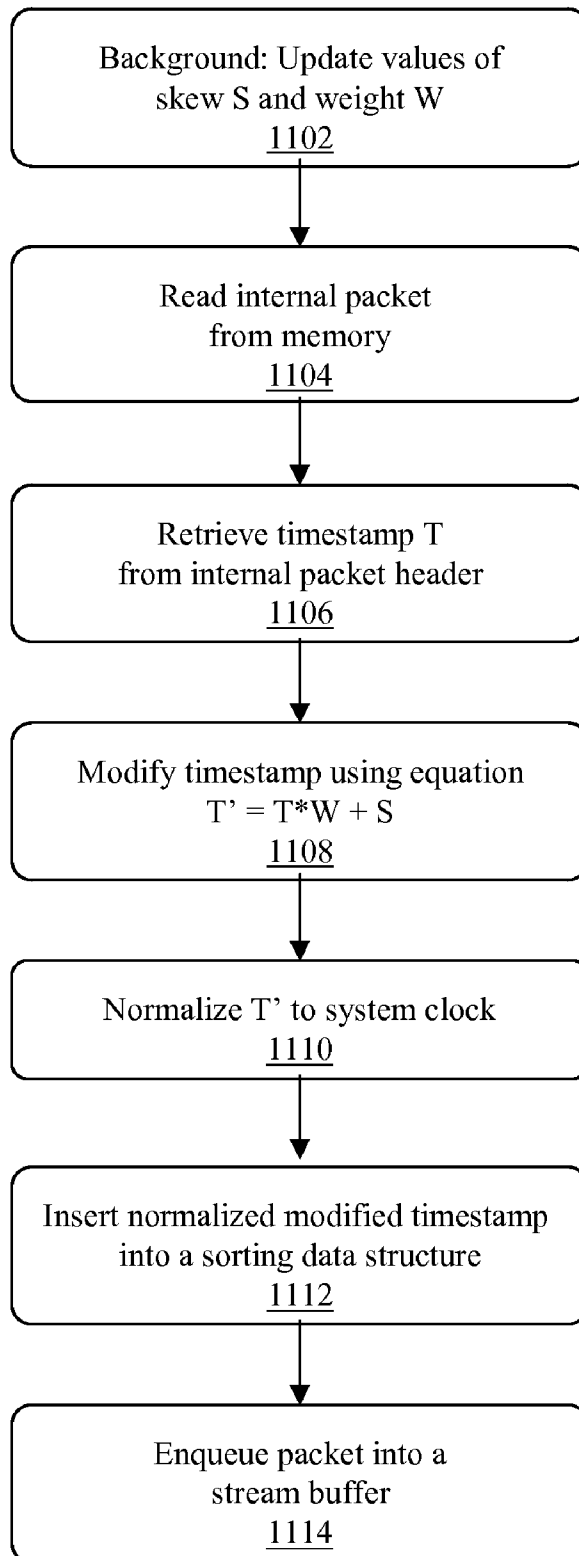 Background: Update values of
skew S and weight W
1102
Read internal packet
from memory
1104
Retrieve timestamp T
from internal packet header
1106
Modify timestamp using equation
T’ = T*W + S
1108
Normalize T’ to system clock
1110
Insert normalized modified timestamp
into a sorting data structure
1112
Enqueue packet into a
stream buffer
1114